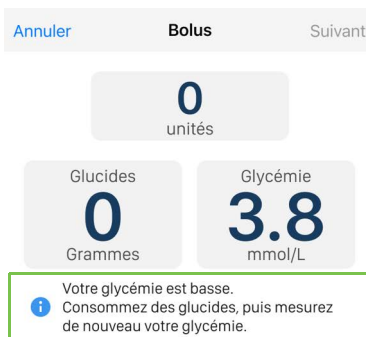 Annuler Bolus Suivant
0
unités
Glucides Glycémie
0 3.8
Grammes mmol/L
Votre glycémie est basse.
Consommez des glucides, puis mesurez
de nouveau votre glycémie.